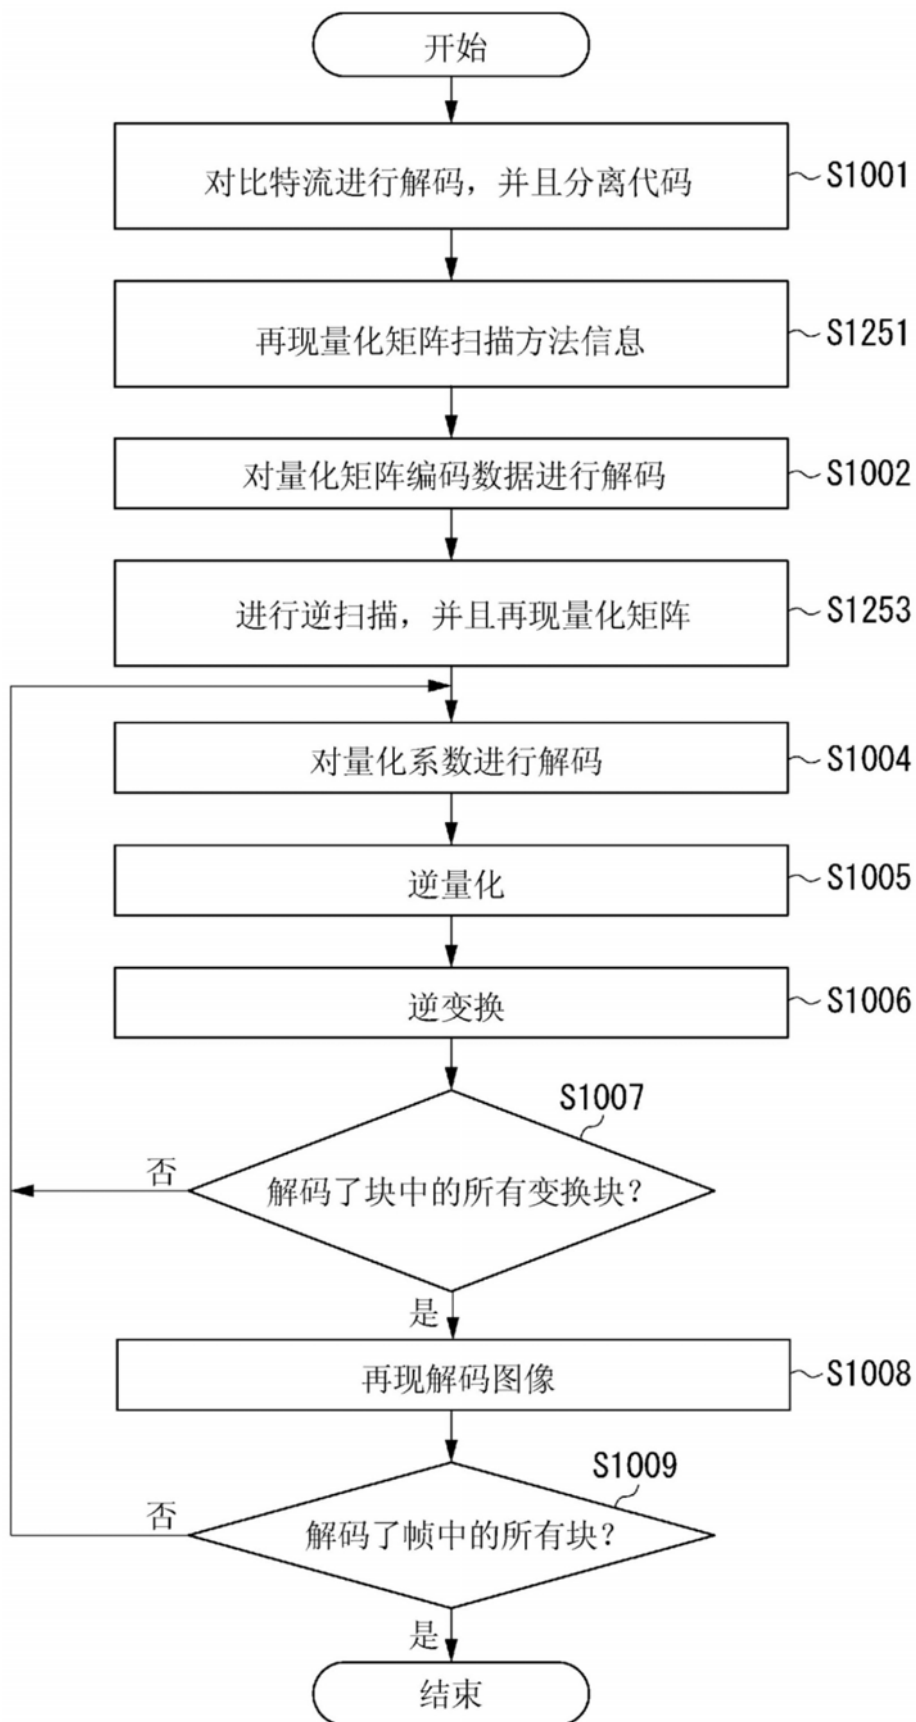 开始
对比特流进行解码，并且分离代码
S1001
再现量化矩阵扫描方法信息
S1251
对量化矩阵编码数据进行解码
S1002
进行逆扫描，并且再现量化矩阵
S1253
对量化系数进行解码
S1004
逆量化
S1005
逆变换
S1006
S1007
否
解码了块中的所有变换块？
是
再现解码图像
S1008
S1009
否
解码了帧中的所有块？
是
结束